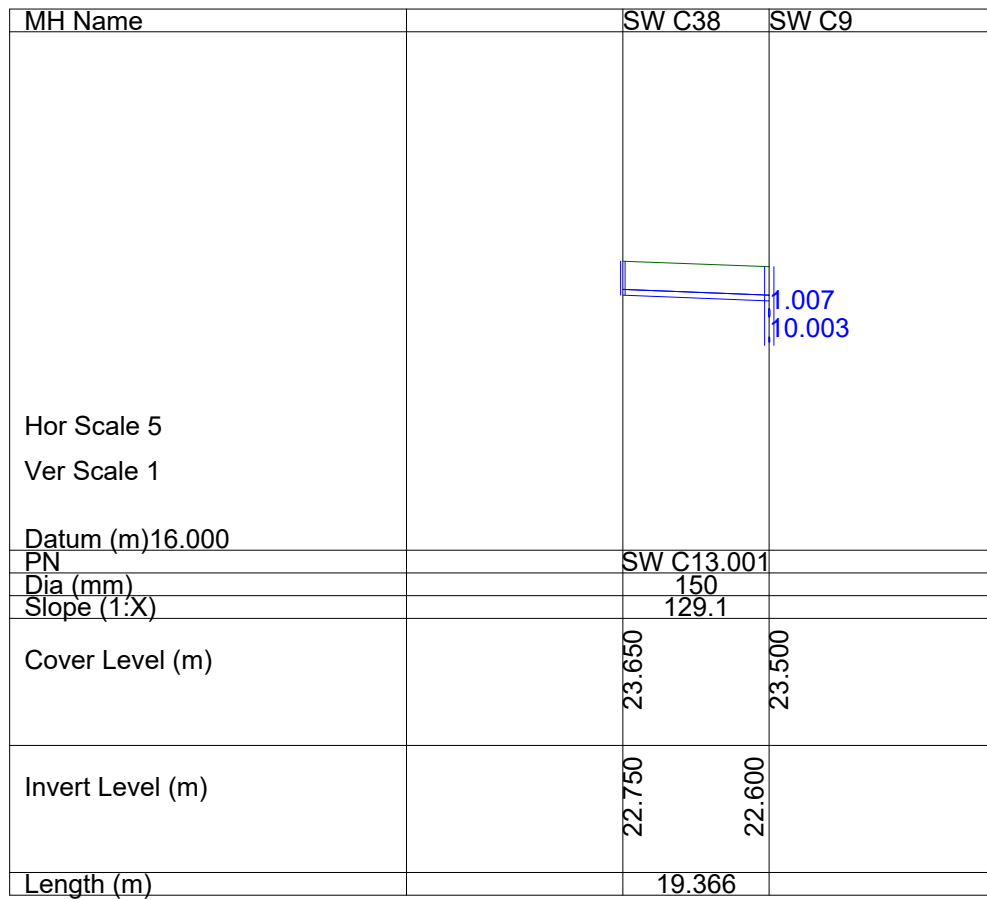 MH Name SW C38 SW C9
1.007
10.003
Hor Scale 5
Ver Scale 1
Datum (m)16.000
PN SW C13.001
Dia (mm) 150
Slope (1:X) 129.1
Cover Level (m) 23.650 23.500
Invert Level (m) 22.750 22.600
Length (m) 19.366